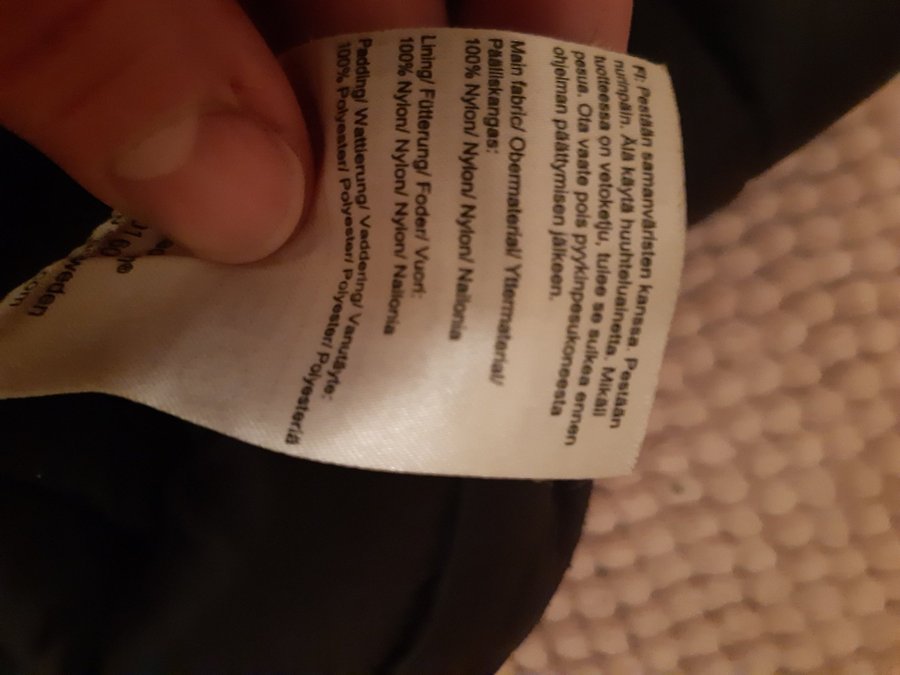 FI: Pestään samanväristen kanssa. Pestään
nurinpäin. Älä käytä huuhteluainetta. Mikäli
tuotteessa on vetoketju, tulee se sulkea ennen
pesua. Ota vaate pois pyykinpesukoneesta
ohjelman päättymisen jälkeen.
Main fabric/ Obermaterial/ Yttermaterial/
Päälliskangas:
100% Nylon/ Nylon/ Nylon/ Nailonia
Lining/ Fütterung/ Foder/ Vuori:
100% Nylon/ Nylon/ Nylon/ Nailonia
Padding/ Wattierung/ Vaddering/ Vanutäyte:
100% Polyester/ Polyester/ Polyester/ Polyesteriä